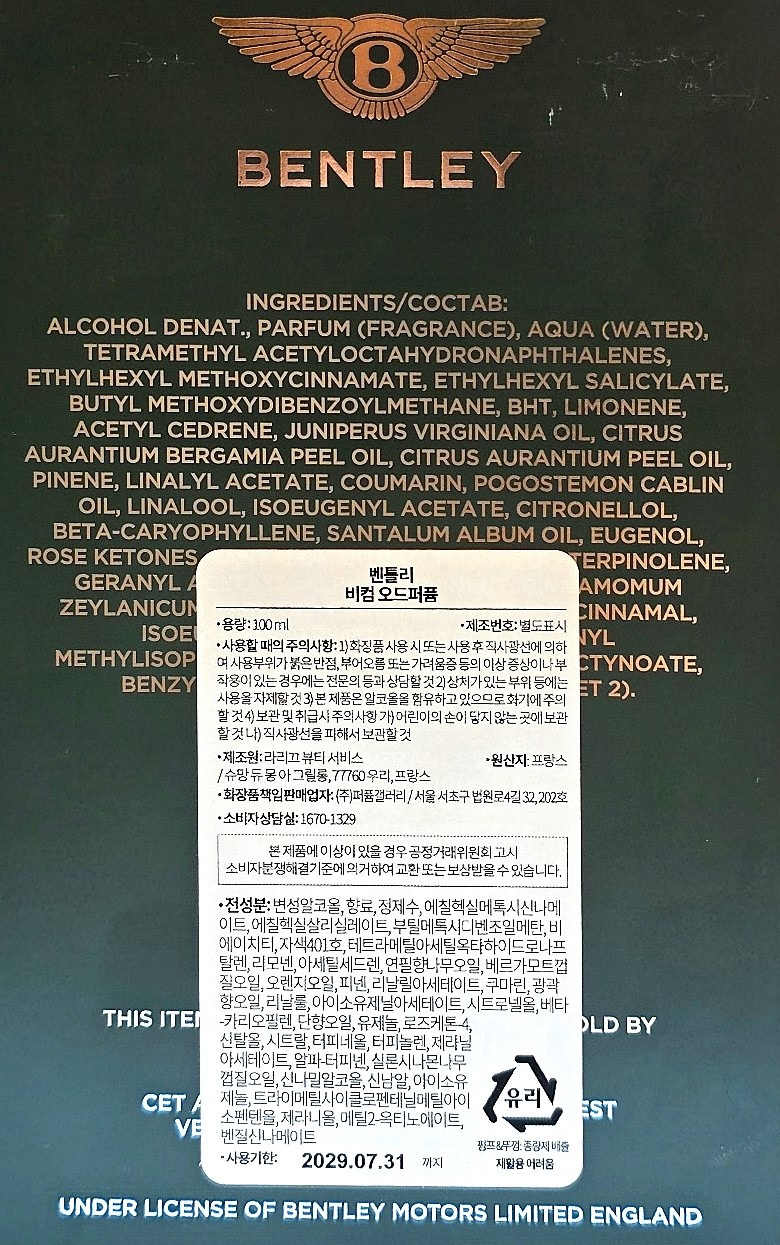 B
BENTLEY
INGREDIENTS/COCTAB:
ALCOHOL DENAT., PARFUM (FRAGRANCE), AQUA (WATER),
TETRAMETHYL ACETYLOCTAHYDRONAPHTHALENES,
ETHYLHEXYL METHOXYCINNAMATE, ETHYLHEXYL SALICYLATE,
BUTYL METHOXYDIBENZOYLMETHANE, BHT, LIMONENE,
ACETYL CEDRENE, JUNIPERUS VIRGINIANA OIL, CITRUS
AURANTIUM BERGAMIA PEEL OIL, CITRUS AURANTIUM PEEL OIL,
PINENE, LINALYL ACETATE, COUMARIN, POGOSTEMON CABLIN
OIL, LINALOOL, ISOEUGENYL ACETATE, CITRONELLOL,
BETA-CARYOPHYLLENE, SANTALUM ALBUM OIL, EUGENOL,
ROSE KETONES TERPINOLENE,
GERANYL A AMOMUM
ZEYLANICUM CINNAMAL,
ISOEU NYL
METHYLISOP CTYNOATE,
BENZY ET 2).
벤틀리
비컴 오드퍼퓸
•용량: 100 ml •제조번호: 별도표시
•사용할 때의 주의사항: 1) 화장품 사용 시 또는 사용 후 직사광선에 의하
여 사용부위가 붉은 반점, 부어오름 또는 가려움증 등의 이상 증상이나 부
작용이 있는 경우에는 전문의 등과 상담할 것 2) 상처가 있는 부위 등에는
사용을 자제할 것 3) 본 제품은 알코올을 함유하고 있으므로 화기에 주의
할 것 4) 보관 및 취급시 주의사항 가) 어린이의 손이 닿지 않는 곳에 보관
할 것 나) 직사광선을 피해서 보관할 것
•제조원: 라리끄 뷰티 서비스 •원산지: 프랑스
/ 슈망 듀 몽 아 그릴롱, 77760 우리, 프랑스
•화장품책임판매업자: (주)퍼퓸갤러리 / 서울 서초구 법원로4길 32, 202호
•소비자상담실: 1670-1329
본 제품에 이상이 있을 경우 공정거래위원회 고시
소비자분쟁해결기준에 의거하여 교환 또는 보상받을 수 있습니다.
•전성분: 변성알코올, 향료, 정제수, 에칠헥실메톡시신나메
이트, 에칠헥실살리실레이트, 부틸메톡시디벤조일메탄, 비
에이치티, 자색401호, 테트라메틸아세틸옥타하이드로나프
탈렌, 리모넨, 아세틸세드렌, 연필향나무오일, 베르가모트껍
질오일, 오렌지오일, 피넨, 리날릴아세테이트, 쿠마린, 광곽
향오일, 리날룰, 아이소유제닐아세테이트, 시트로넬올, 베타
-카리오필렌, 단향오일, 유제놀, 로즈케톤-4,
산탈올, 시트랄, 터피네올, 터피놀렌, 제라닐
아세테이트, 알파-터피넨, 실론시나몬나무
껍질오일, 신나밀알코올, 신남알, 아이소유
제놀, 트라이메틸사이클로펜테닐메틸아이
소펜텐올, 제라니올, 메틸2-옥티노에이트,
벤질신나메이트
유리
펌프&뚜껑: 종량제 배출
재활용 어려움
•사용기한: 2029.07.31 까지
THIS ITE OLD BY
CET A EST
VE
UNDER LICENSE OF BENTLEY MOTORS LIMITED ENGLAND